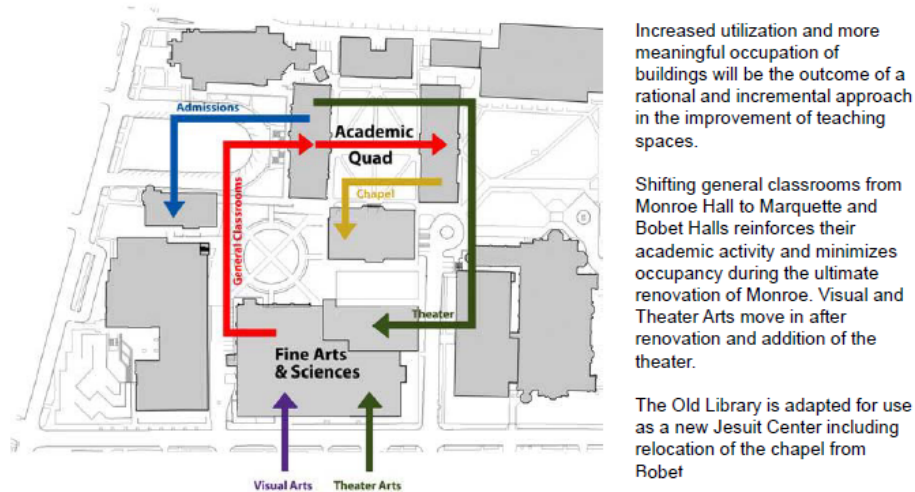 Admissions
Academic
Quad
Chapel
General Classrooms
Theater
Fine Arts
& Sciences
Visual Arts
Theater Arts
Increased utilization and more
meaningful occupation of
buildings will be the outcome of a
rational and incremental approach
in the improvement of teaching
spaces.
Shifting general classrooms from
Monroe Hall to Marquette and
Bobet Halls reinforces their
academic activity and minimizes
occupancy during the ultimate
renovation of Monroe. Visual and
Theater Arts move in after
renovation and addition of the
theater.
The Old Library is adapted for use
as a new Jesuit Center including
relocation of the chapel from
Bobet